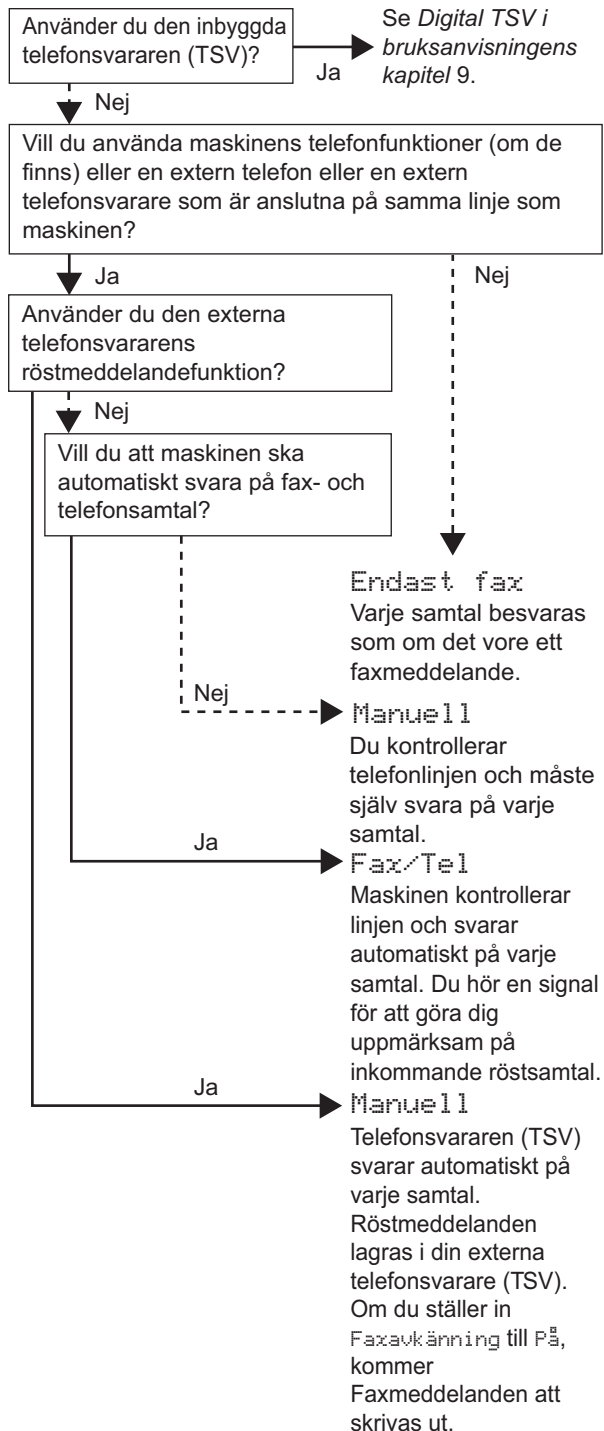 Använder du den inbyggda
telefonsvararen (TSV)?
Ja
Se Digital TSV i
bruksanvisningens
kapitel 9.
Nej
Vill du använda maskinens telefonfunktioner (om de
finns) eller en extern telefon eller en extern
telefonsvarare som är anslutna på samma linje som
maskinen?
Ja
Nej
Använder du den externa
telefonsvararens
röstmeddelandefunktion?
Nej
Vill du att maskinen ska
automatiskt svara på fax- och
telefonsamtal?
Endast fax
Varje samtal besvaras
som om det vore ett
faxmeddelande.
Nej
Manuell
Du kontrollerar
telefonlinjen och måste
själv svara på varje
samtal.
Ja
Fax/Tel
Maskinen kontrollerar
linjen och svarar
automatiskt på varje
samtal. Du hör en signal
för att göra dig
uppmärksam på
inkommande röstsamtal.
Ja
Manuell
Telefonsvararen (TSV)
svarar automatiskt på
varje samtal.
Röstmeddelanden
lagras i din externa
telefonsvarare (TSV).
Om du ställer in
Faxavkänning till På,
kommer
Faxmeddelanden att
skrivas ut.